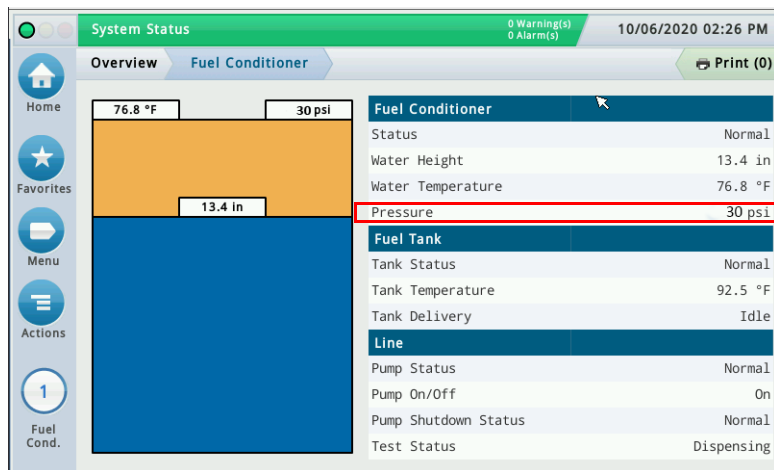 System Status
0 Warning(s)
0 Alarm(s)
10/06/2020 02:26 PM
Overview
Fuel Conditioner
Print (0)
Home
Favorites
Menu
Actions
1
Fuel
Cond.
76.8 °F
30 psi
13.4 in
Fuel Conditioner
Status Normal
Water Height 13.4 in
Water Temperature 76.8 °F
Pressure 30 psi
Fuel Tank
Tank Status Normal
Tank Temperature 92.5 °F
Tank Delivery Idle
Line
Pump Status Normal
Pump On/Off On
Pump Shutdown Status Normal
Test Status Dispensing